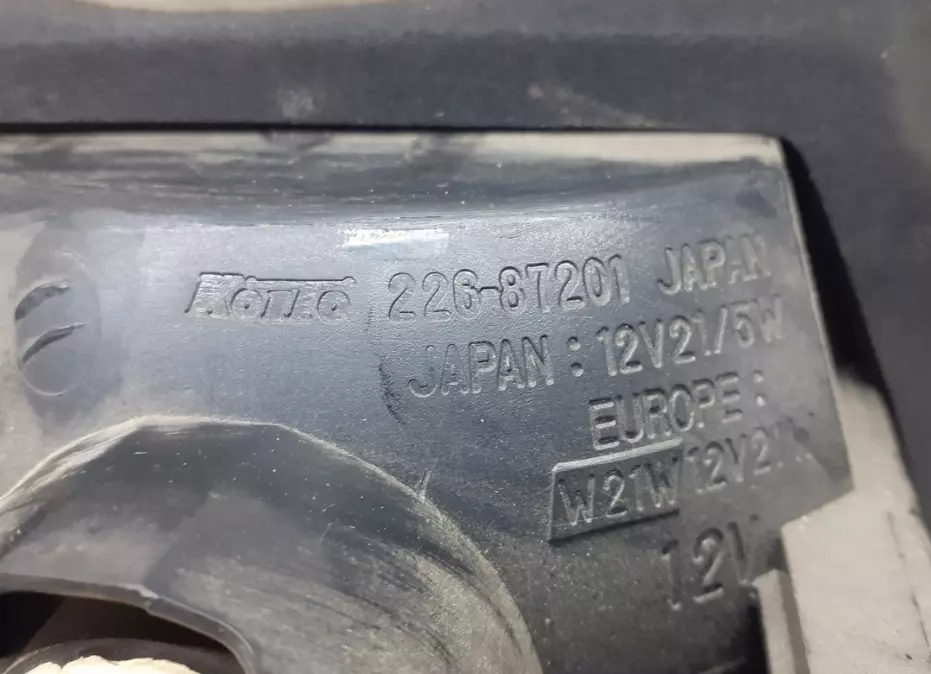 KOITO 226-87201 JAPAN
JAPAN : 12V21/5W
EUROPE :
W21W 12V21
12V